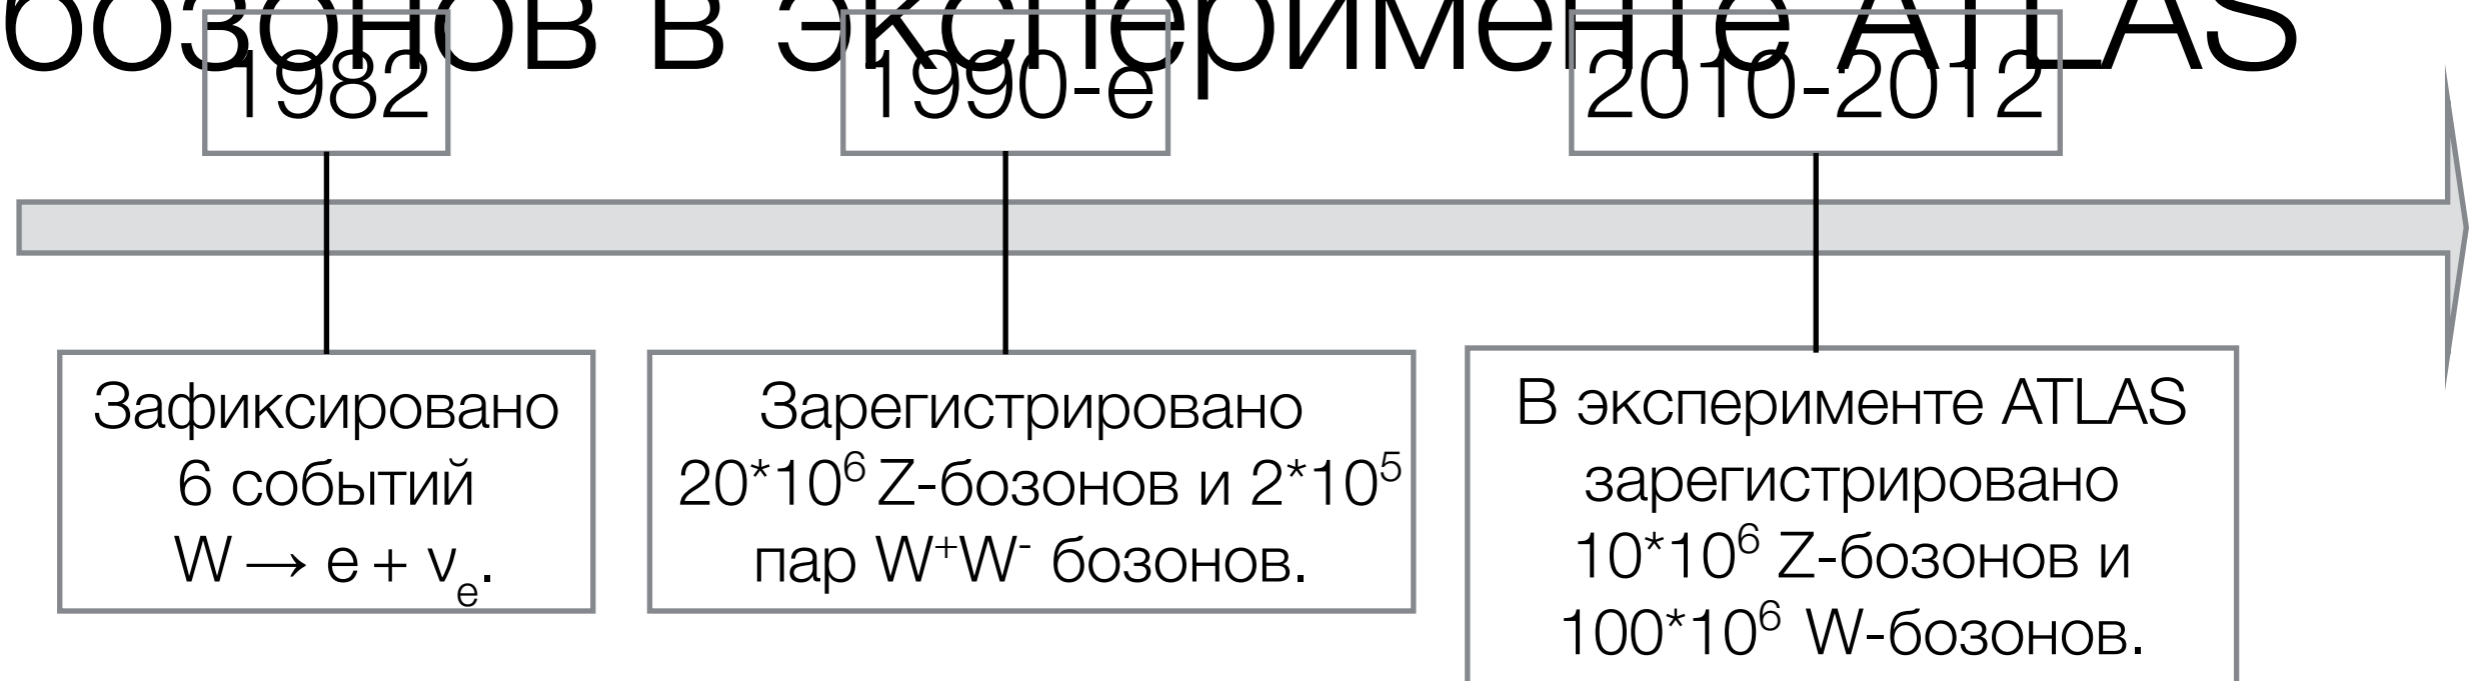 бозонов в эксперименте ATLAS
1982
1990-е
2010-2012
Зафиксировано
6 событий
W → e + νₑ.
Зарегистрировано
20*10⁶ Z-бозонов и 2*10⁵
пар W⁺W⁻ бозонов.
В эксперименте ATLAS
зарегистрировано
10*10⁶ Z-бозонов и
100*10⁶ W-бозонов.